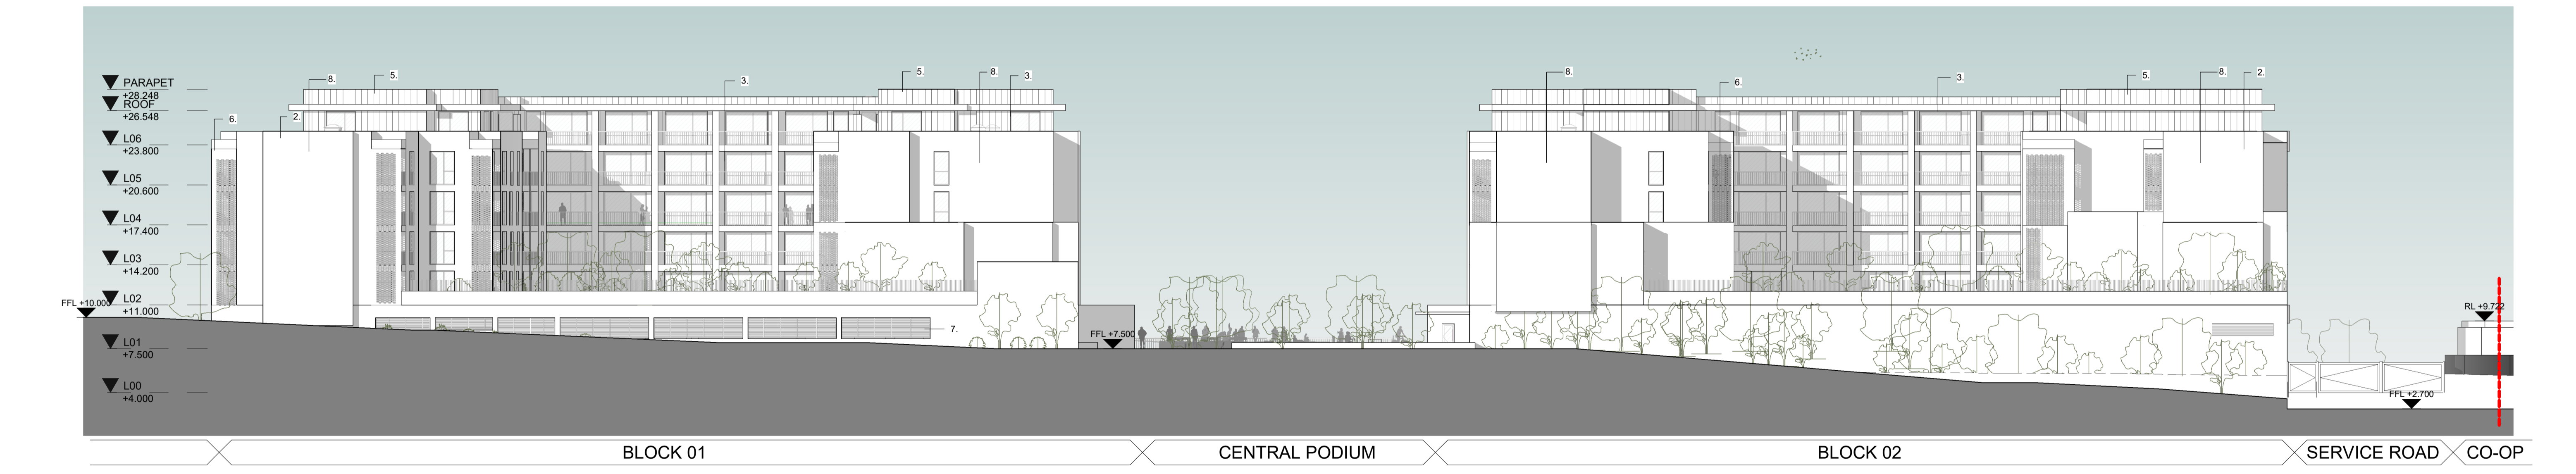 PARAPET
+28.248
ROOF
+26.548
L06
+23.800
L05
+20.600
L04
+17.400
L03
+14.200
L02
+11.000
L01
+7.500
L00
+4.000
FFL +10.000
6.
2.
8.
5.
3.
5.
8.
3.
7.
FFL +7.500
8.
6.
3.
5.
8.
2.
RL +9.722
FFL +2.700
BLOCK 01
CENTRAL PODIUM
BLOCK 02
SERVICE ROAD
CO-OP